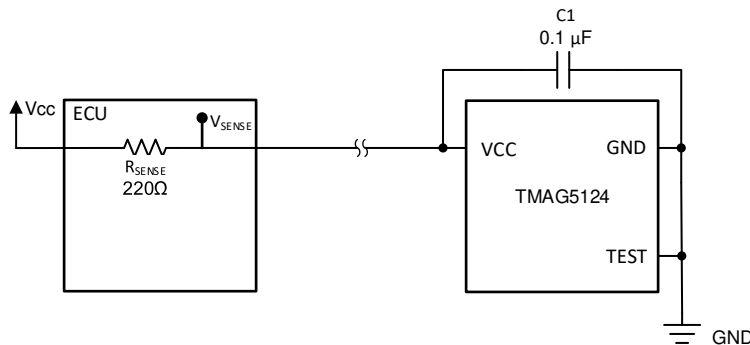 C1
0.1 µF
Vcc
ECU
VSENSE
RSENSE
220Ω
VCC
GND
TMAG5124
TEST
GND